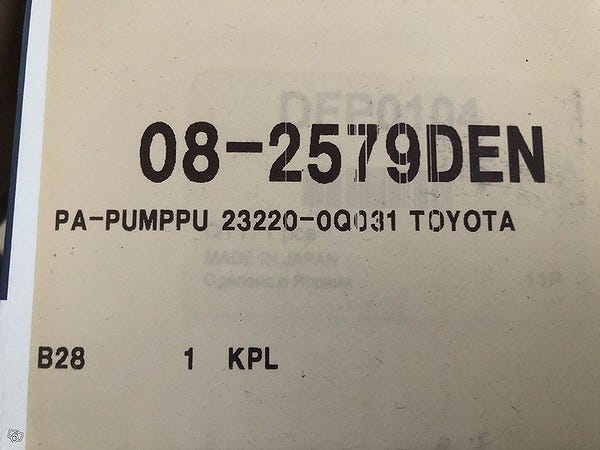 DEP0104
08-2579DEN
PA-PUMPPU 23220-0Q031 TOYOTA
MADE IN JAPAN
Сделано в Японии
11P
B28 1 KPL